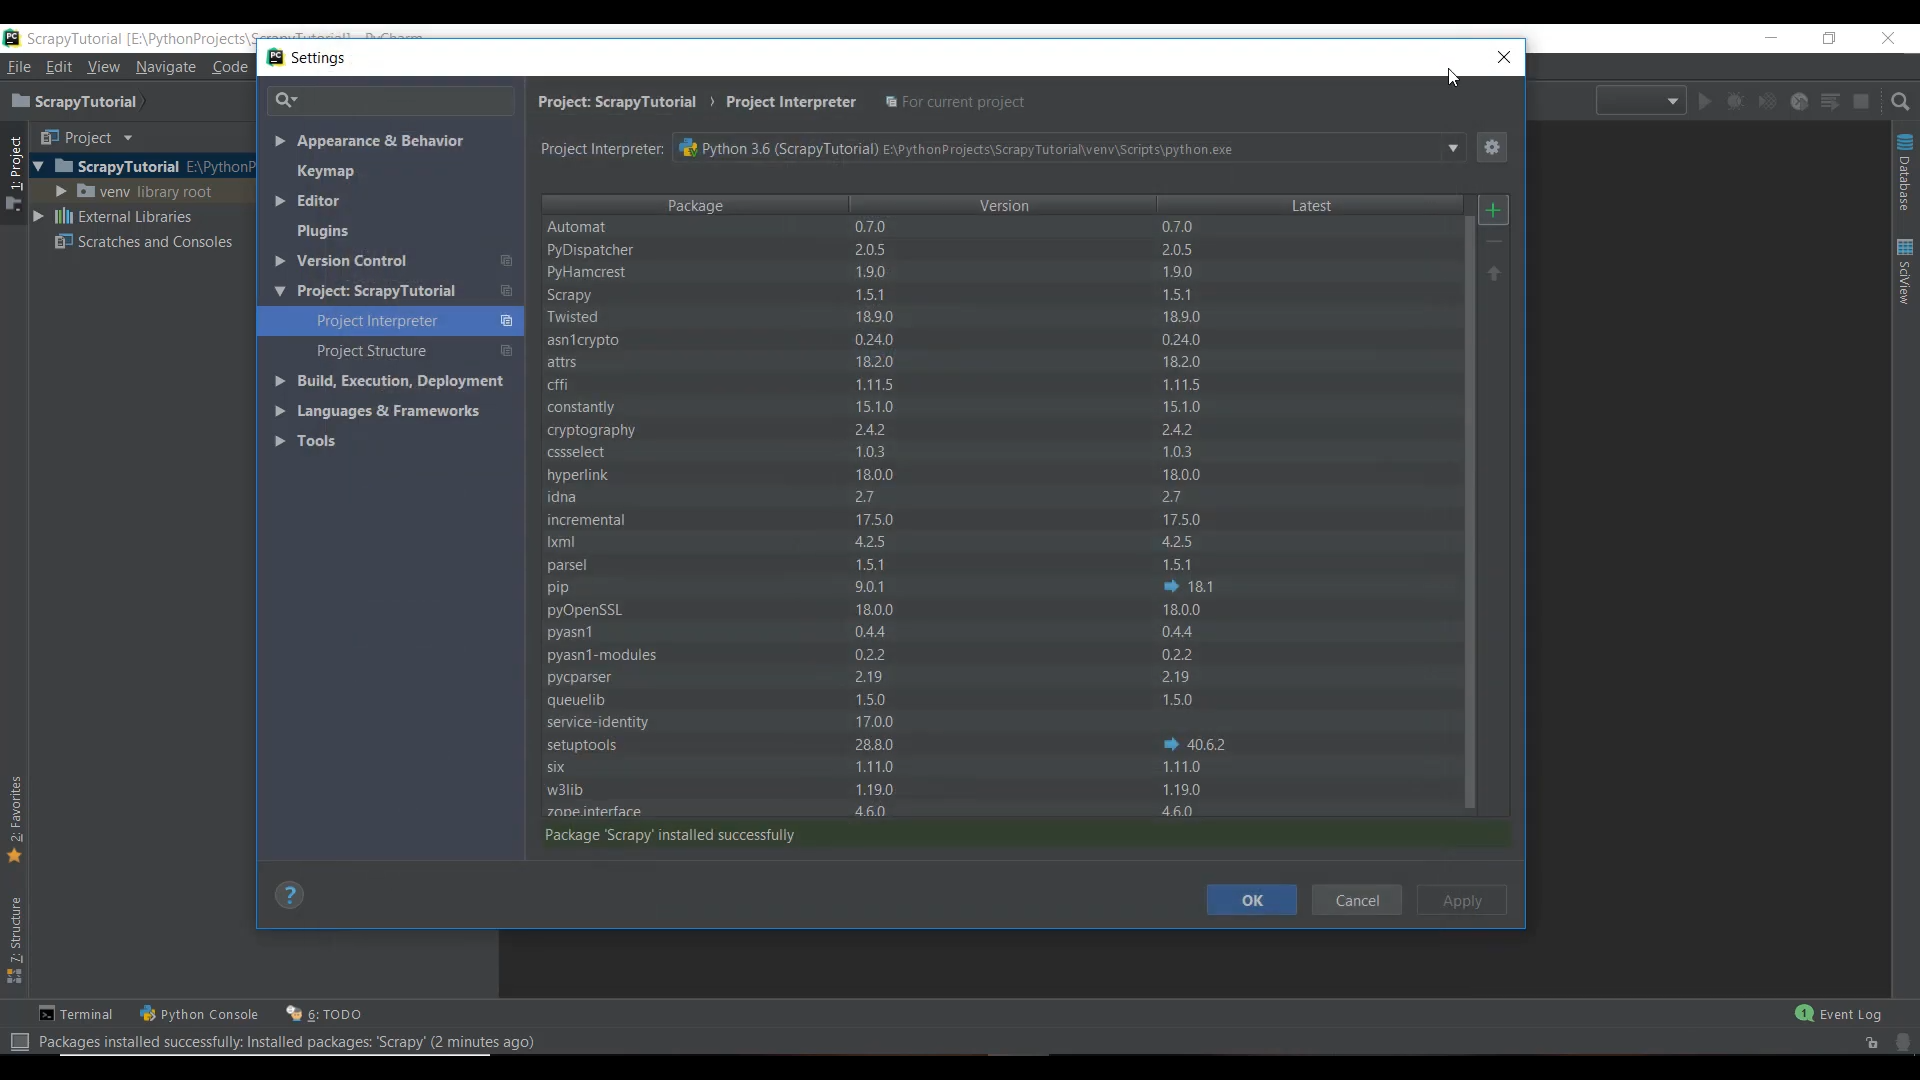 ScrapyTutorial [E:\PythonProjects\ScrapyTutorial] - PyCharm
Settings
File Edit View Navigate Code
ScrapyTutorial
Project: ScrapyTutorial › Project Interpreter For current project
Project
Appearance & Behavior
Project Interpreter: Python 3.6 (ScrapyTutorial) E:\PythonProjects\ScrapyTutorial\venv\Scripts\python.exe
1: Project
ScrapyTutorial E:\PythonP
Keymap
venv library root
Editor
External Libraries
Plugins
Scratches and Consoles
Version Control
Project: ScrapyTutorial
Project Interpreter
Project Structure
Build, Execution, Deployment
Languages & Frameworks
Tools
Package Version Latest
Automat 0.7.0 0.7.0
PyDispatcher 2.0.5 2.0.5
PyHamcrest 1.9.0 1.9.0
Scrapy 1.5.1 1.5.1
Twisted 18.9.0 18.9.0
asn1crypto 0.24.0 0.24.0
attrs 18.2.0 18.2.0
cffi 1.11.5 1.11.5
constantly 15.1.0 15.1.0
cryptography 2.4.2 2.4.2
cssselect 1.0.3 1.0.3
hyperlink 18.0.0 18.0.0
idna 2.7 2.7
incremental 17.5.0 17.5.0
lxml 4.2.5 4.2.5
parsel 1.5.1 1.5.1
pip 9.0.1 18.1
pyOpenSSL 18.0.0 18.0.0
pyasn1 0.4.4 0.4.4
pyasn1-modules 0.2.2 0.2.2
pycparser 2.19 2.19
queuelib 1.5.0 1.5.0
service-identity 17.0.0
setuptools 28.8.0 40.6.2
six 1.11.0 1.11.0
w3lib 1.19.0 1.19.0
zope.interface 4.6.0 4.6.0
Package 'Scrapy' installed successfully
? OK Cancel Apply
Database
SciView
2: Favorites
7: Structure
Terminal Python Console 6: TODO 1 Event Log
Packages installed successfully: Installed packages: 'Scrapy' (2 minutes ago)